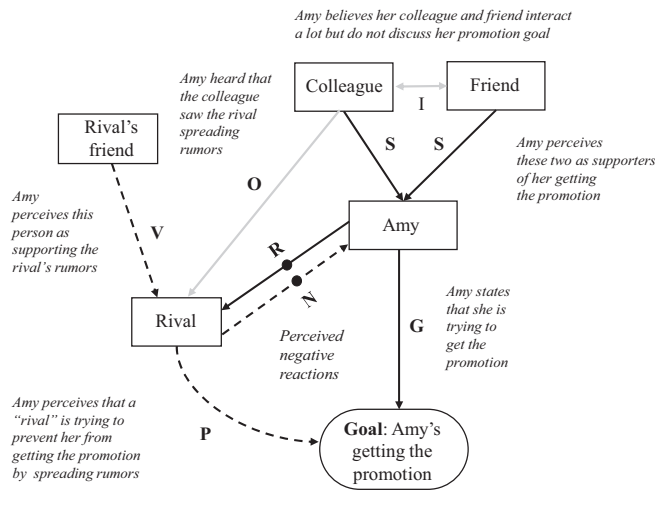 Amy believes her colleague and friend interact
a lot but do not discuss her promotion goal
Amy heard that
the colleague
saw the rival
spreading
rumors
Colleague
I
Friend
Rival's
friend
S
S
Amy perceives
these two as supporters
of her getting
the promotion
O
Amy
perceives this
person as
supporting the
rival's rumors
V
Amy
R
N
Rival
Perceived
negative
reactions
G
Amy states
that she is
trying to
get the
promotion
Amy perceives that a
“rival” is trying to
prevent her from
getting the promotion
by spreading rumors
P
Goal: Amy's
getting the
promotion